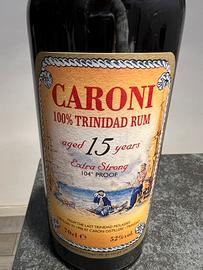 CARONI
100% TRINIDAD RUM
aged 15 years
Extra Strong
104° PROOF
70cl ℮
52%vol